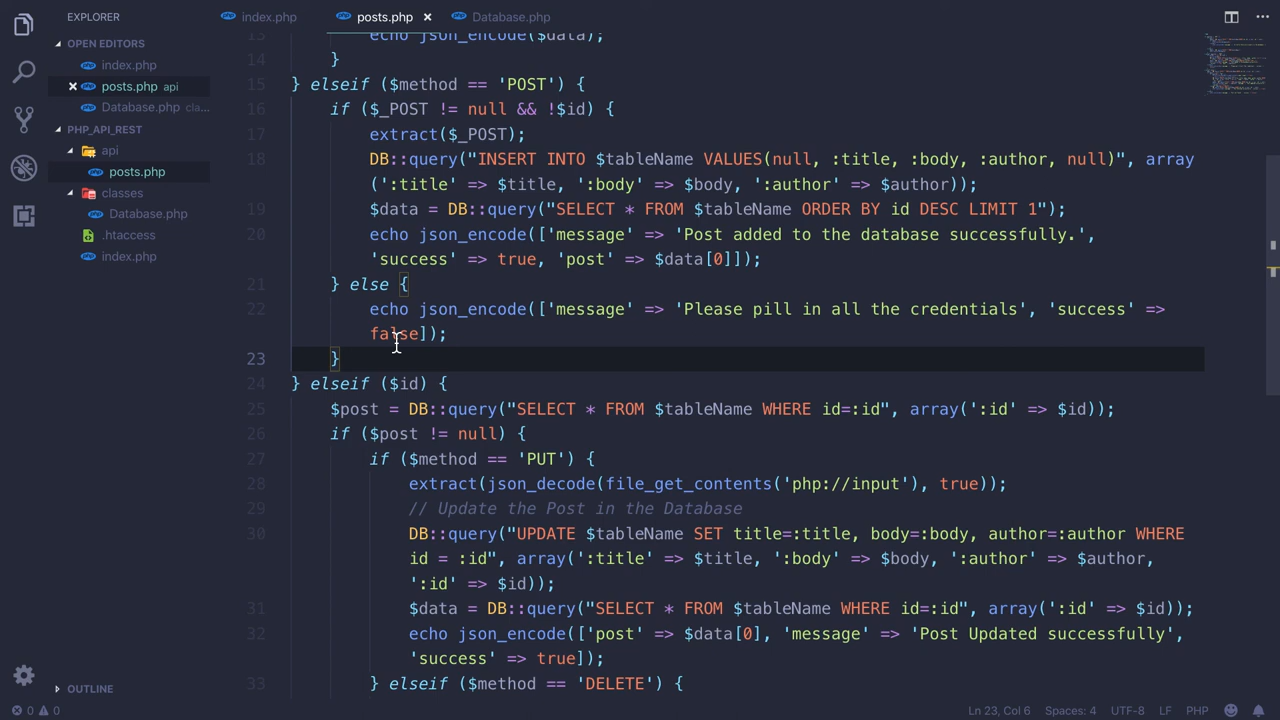 EXPLORER
OPEN EDITORS
index.php
posts.php api
Database.php cla...
PHP_API_REST
api
posts.php
classes
Database.php
.htaccess
index.php
OUTLINE
index.php posts.php Database.php
13 echo json_encode($data);
14 }
15 } elseif ($method == 'POST') {
16 if ($_POST != null && !$id) {
17 extract($_POST);
18 DB::query("INSERT INTO $tableName VALUES(null, :title, :body, :author, null)", array
(':title' => $title, ':body' => $body, ':author' => $author));
19 $data = DB::query("SELECT * FROM $tableName ORDER BY id DESC LIMIT 1");
20 echo json_encode(['message' => 'Post added to the database successfully.',
'success' => true, 'post' => $data[0]]);
21 } else {
22 echo json_encode(['message' => 'Please pill in all the credentials', 'success' =>
false]);
23 }
24 } elseif ($id) {
25 $post = DB::query("SELECT * FROM $tableName WHERE id=:id", array(':id' => $id));
26 if ($post != null) {
27 if ($method == 'PUT') {
28 extract(json_decode(file_get_contents('php://input'), true));
29 // Update the Post in the Database
30 DB::query("UPDATE $tableName SET title=:title, body=:body, author=:author WHERE
id = :id", array(':title' => $title, ':body' => $body, ':author' => $author,
':id' => $id));
31 $data = DB::query("SELECT * FROM $tableName WHERE id=:id", array(':id' => $id));
32 echo json_encode(['post' => $data[0], 'message' => 'Post Updated successfully',
'success' => true]);
33 } elseif ($method == 'DELETE') {
0 0 Ln 23, Col 6 Spaces: 4 UTF-8 LF PHP